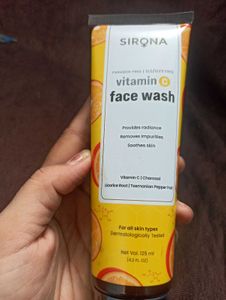 SIRONA
PARABEN FREE | SULFATE FREE
vitamin C
face wash
Provides radiance
Removes Impurities
Soothes skin
Vitamin C | Charcoal
Licorice Root | Tasmanian Pepper Fruit
For all skin types
Dermatologically Tested
Net Vol. 125 ml
(4.2 FL OZ)